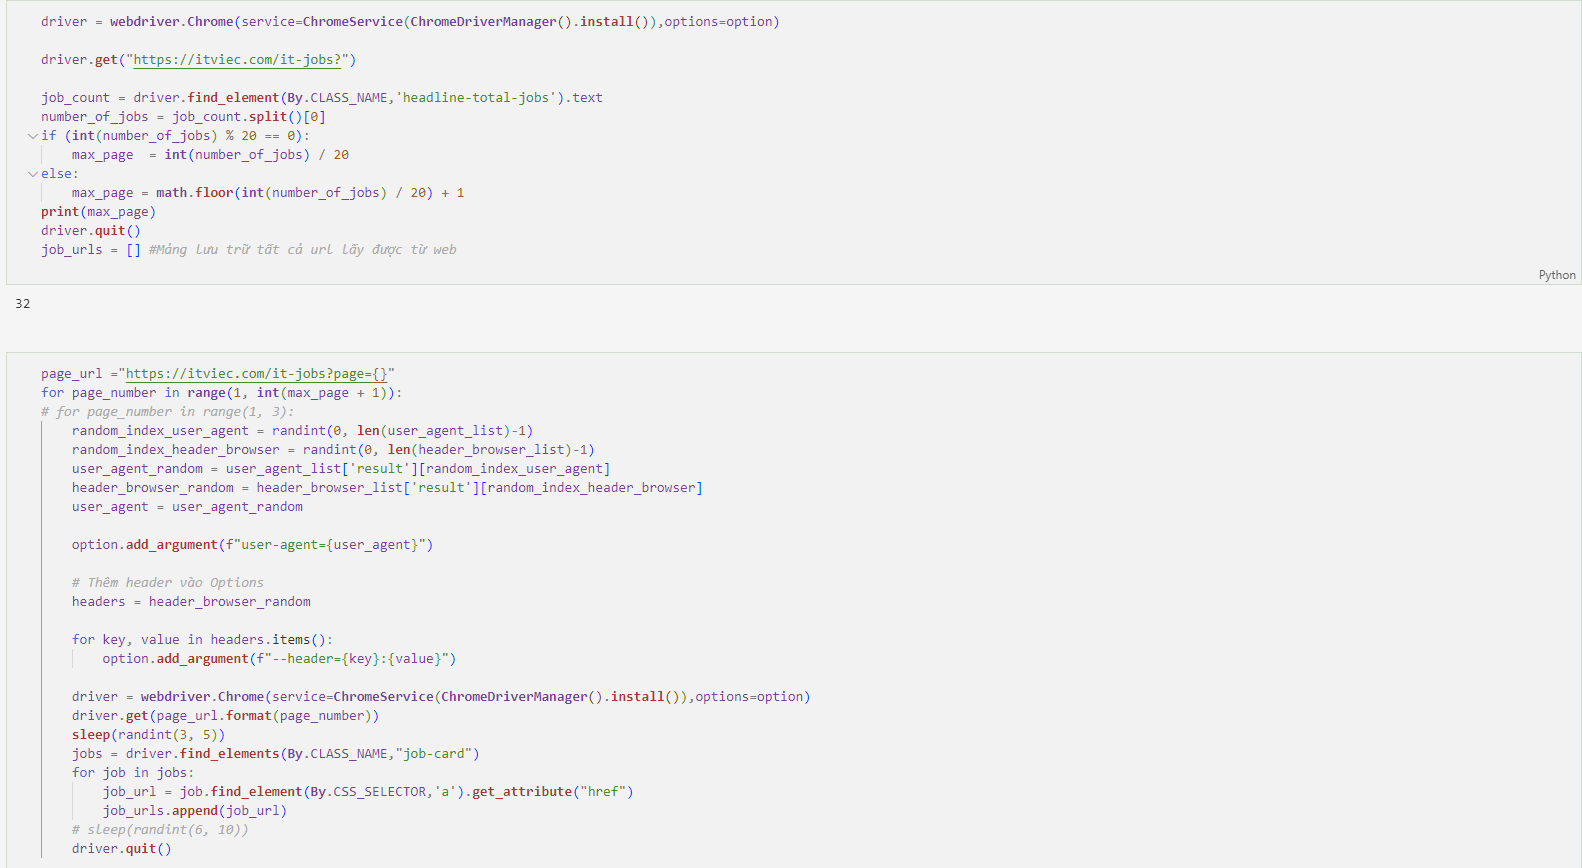 driver = webdriver.Chrome(service=ChromeService(ChromeDriverManager().install()),options=option)
driver.get("https://itviec.com/it-jobs?")
job_count = driver.find_element(By.CLASS_NAME,'headline-total-jobs').text
number_of_jobs = job_count.split()[0]
if (int(number_of_jobs) % 20 == 0):
    max_page  = int(number_of_jobs) / 20
else:
    max_page = math.floor(int(number_of_jobs) / 20) + 1
print(max_page)
driver.quit()
job_urls = [] #Mảng lưu trữ tất cả url lấy được từ web
Python
32
page_url ="https://itviec.com/it-jobs?page={}"
for page_number in range(1, int(max_page + 1)):
# for page_number in range(1, 3):
    random_index_user_agent = randint(0, len(user_agent_list)-1)
    random_index_header_browser = randint(0, len(header_browser_list)-1)
    user_agent_random = user_agent_list['result'][random_index_user_agent]
    header_browser_random = header_browser_list['result'][random_index_header_browser]
    user_agent = user_agent_random
    option.add_argument(f"user-agent={user_agent}")
    # Thêm header vào Options
    headers = header_browser_random
    for key, value in headers.items():
        option.add_argument(f"--header={key}:{value}")
    driver = webdriver.Chrome(service=ChromeService(ChromeDriverManager().install()),options=option)
    driver.get(page_url.format(page_number))
    sleep(randint(3, 5))
    jobs = driver.find_elements(By.CLASS_NAME,"job-card")
    for job in jobs:
        job_url = job.find_element(By.CSS_SELECTOR,'a').get_attribute("href")
        job_urls.append(job_url)
    # sleep(randint(6, 10))
    driver.quit()